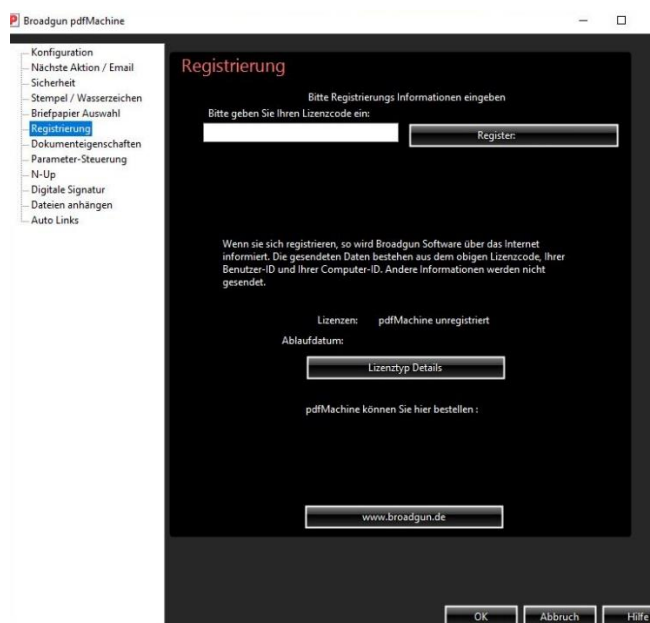 Broadgun pdfMachine
Konfiguration
Nächste Aktion / Email
Sicherheit
Stempel / Wasserzeichen
Briefpapier Auswahl
Registrierung
Dokumenteigenschaften
Parameter-Steuerung
N-Up
Digitale Signatur
Dateien anhängen
Auto Links
Registrierung
Bitte Registrierungs Informationen eingeben
Bitte geben Sie Ihren Lizenzcode ein:
Register:
Wenn sie sich registrieren, so wird Broadgun Software über das Internet
informiert. Die gesendeten Daten bestehen aus dem obigen Lizenzcode, Ihrer
Benutzer-ID und Ihrer Computer-ID. Andere Informationen werden nicht
gesendet.
Lizenzen: pdfMachine unregistriert
Ablaufdatum:
Lizenztyp Details
pdfMachine können Sie hier bestellen :
www.broadgun.de
OK Abbruch Hilfe